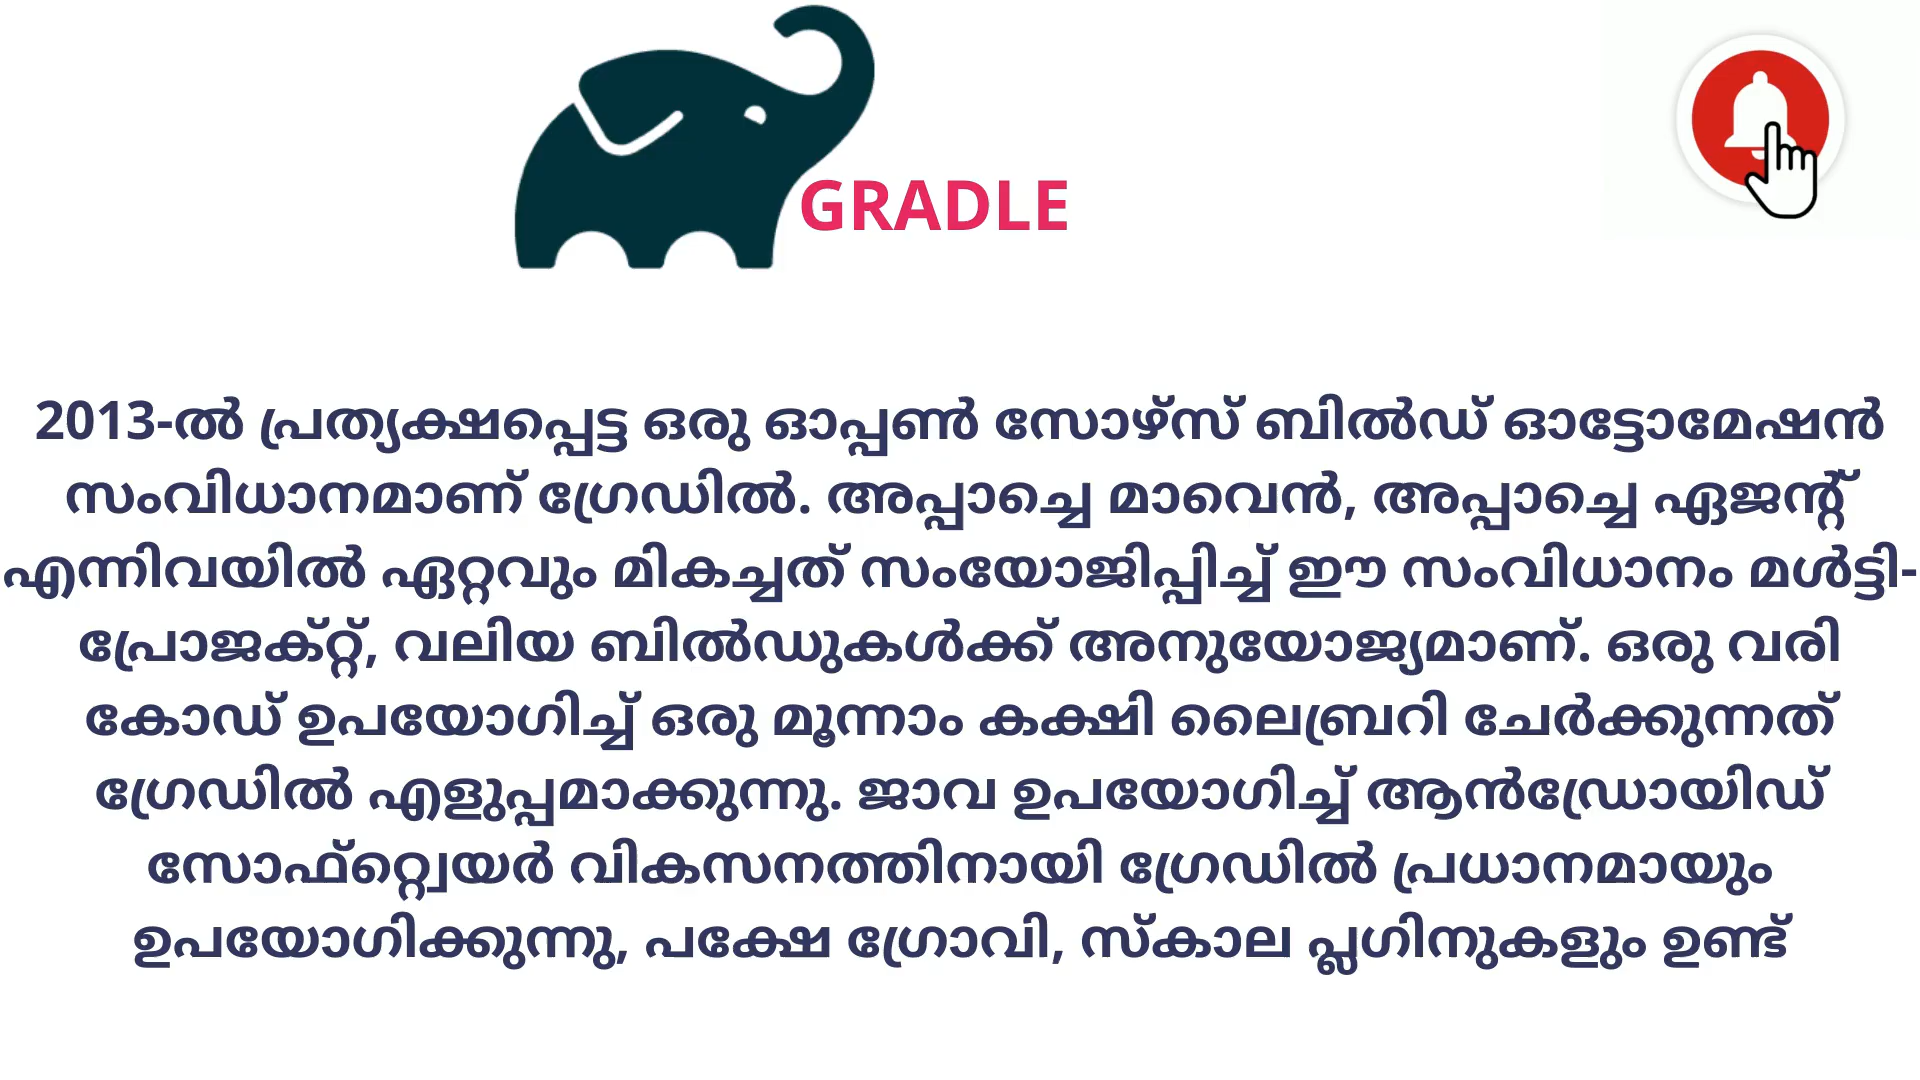 GRADLE
2013-ൽ പ്രത്യക്ഷപ്പെട്ട ഒരു ഓപ്പൺ സോഴ്സ് ബിൽഡ് ഓട്ടോമേഷൻ
സംവിധാനമാണ് ഗ്രേഡിൽ. അപ്പാച്ചെ മാവെൻ, അപ്പാച്ചെ ഏജന്റ്
എന്നിവയിൽ ഏറ്റവും മികച്ചത് സംയോജിപ്പിച്ച് ഈ സംവിധാനം മൾട്ടി-
പ്രോജക്റ്റ്, വലിയ ബിൽഡുകൾക്ക് അനുയോജ്യമാണ്. ഒരു വരി
കോഡ് ഉപയോഗിച്ച് ഒരു മൂന്നാം കക്ഷി ലൈബ്രറി ചേർക്കുന്നത്
ഗ്രേഡിൽ എളുപ്പമാക്കുന്നു. ജാവ ഉപയോഗിച്ച് ആൻഡ്രോയിഡ്
സോഫ്റ്റ്വെയർ വികസനത്തിനായി ഗ്രേഡിൽ പ്രധാനമായും
ഉപയോഗിക്കുന്നു, പക്ഷേ ഗ്രോവി, സ്കാല പ്ലഗിനുകളും ഉണ്ട്